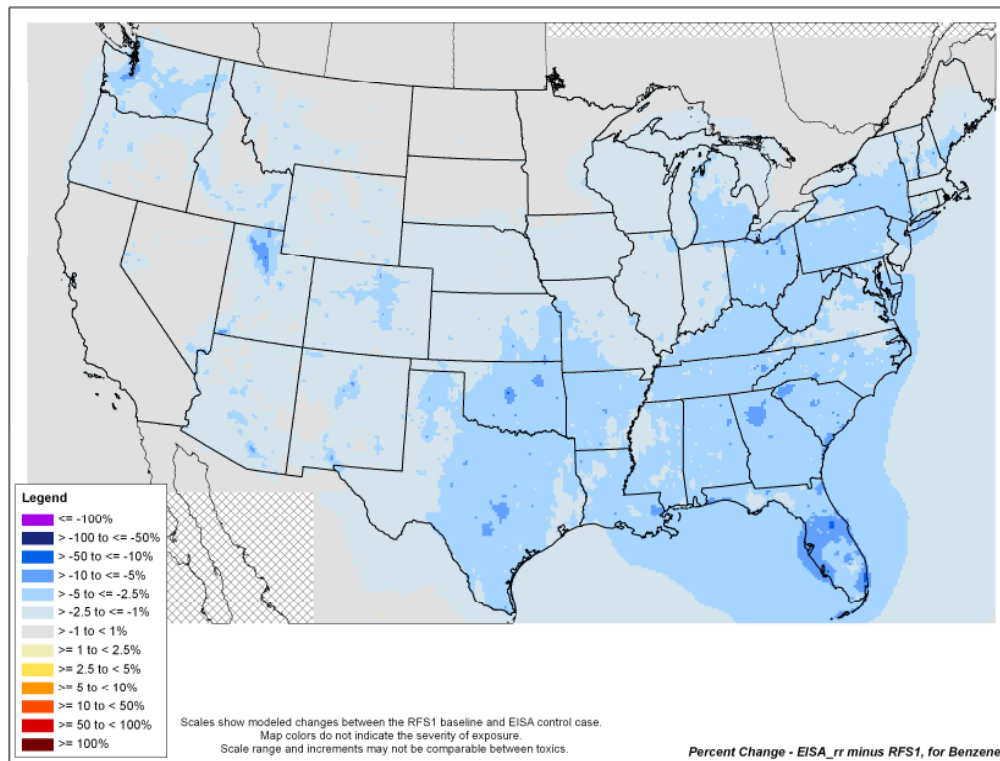 Legend
<= -100%
> -100 to <= -50%
> -50 to <= -10%
> -10 to <= -5%
> -5 to <= -2.5%
> -2.5 to <= -1%
> -1 to < 1%
>= 1 to < 2.5%
>= 2.5 to < 5%
>= 5 to < 10%
>= 10 to < 50%
>= 50 to < 100%
>= 100%
Scales show modeled changes between the RFS1 baseline and EISA control case.
Map colors do not indicate the severity of exposure.
Scale range and increments may not be comparable between toxics.
Percent Change - EISA_rr minus RFS1, for Benzene